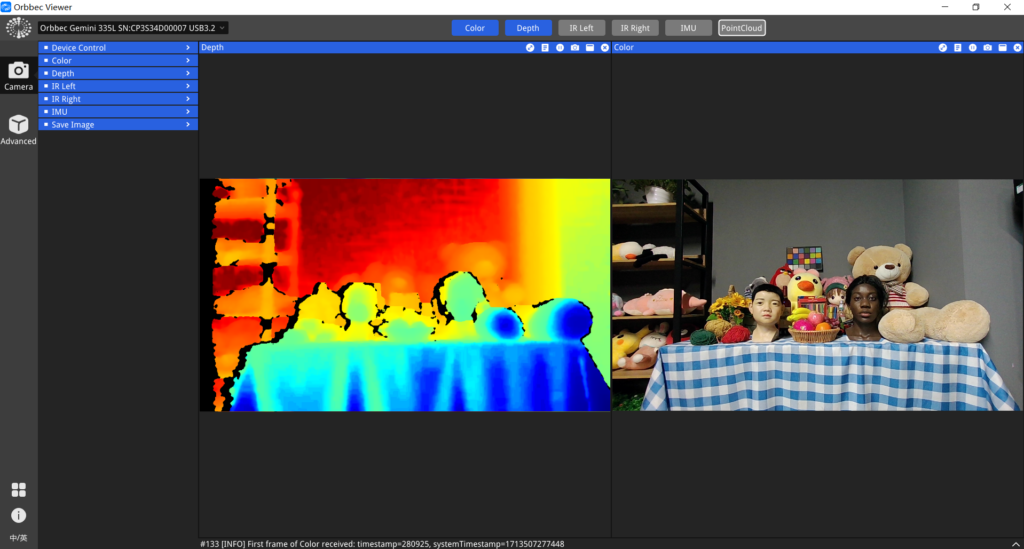 Orbbec Viewer
Orbbec Gemini 335L SN:CP3S34D00007 USB3.2
Color
Depth
IR Left
IR Right
IMU
PointCloud
Device Control
Color
Depth
IR Left
IR Right
IMU
Save Image
Camera
Advanced
中/英
Depth
Color
#133 [INFO] First frame of Color received: timestamp=280925, systemTimestamp=1713507277448